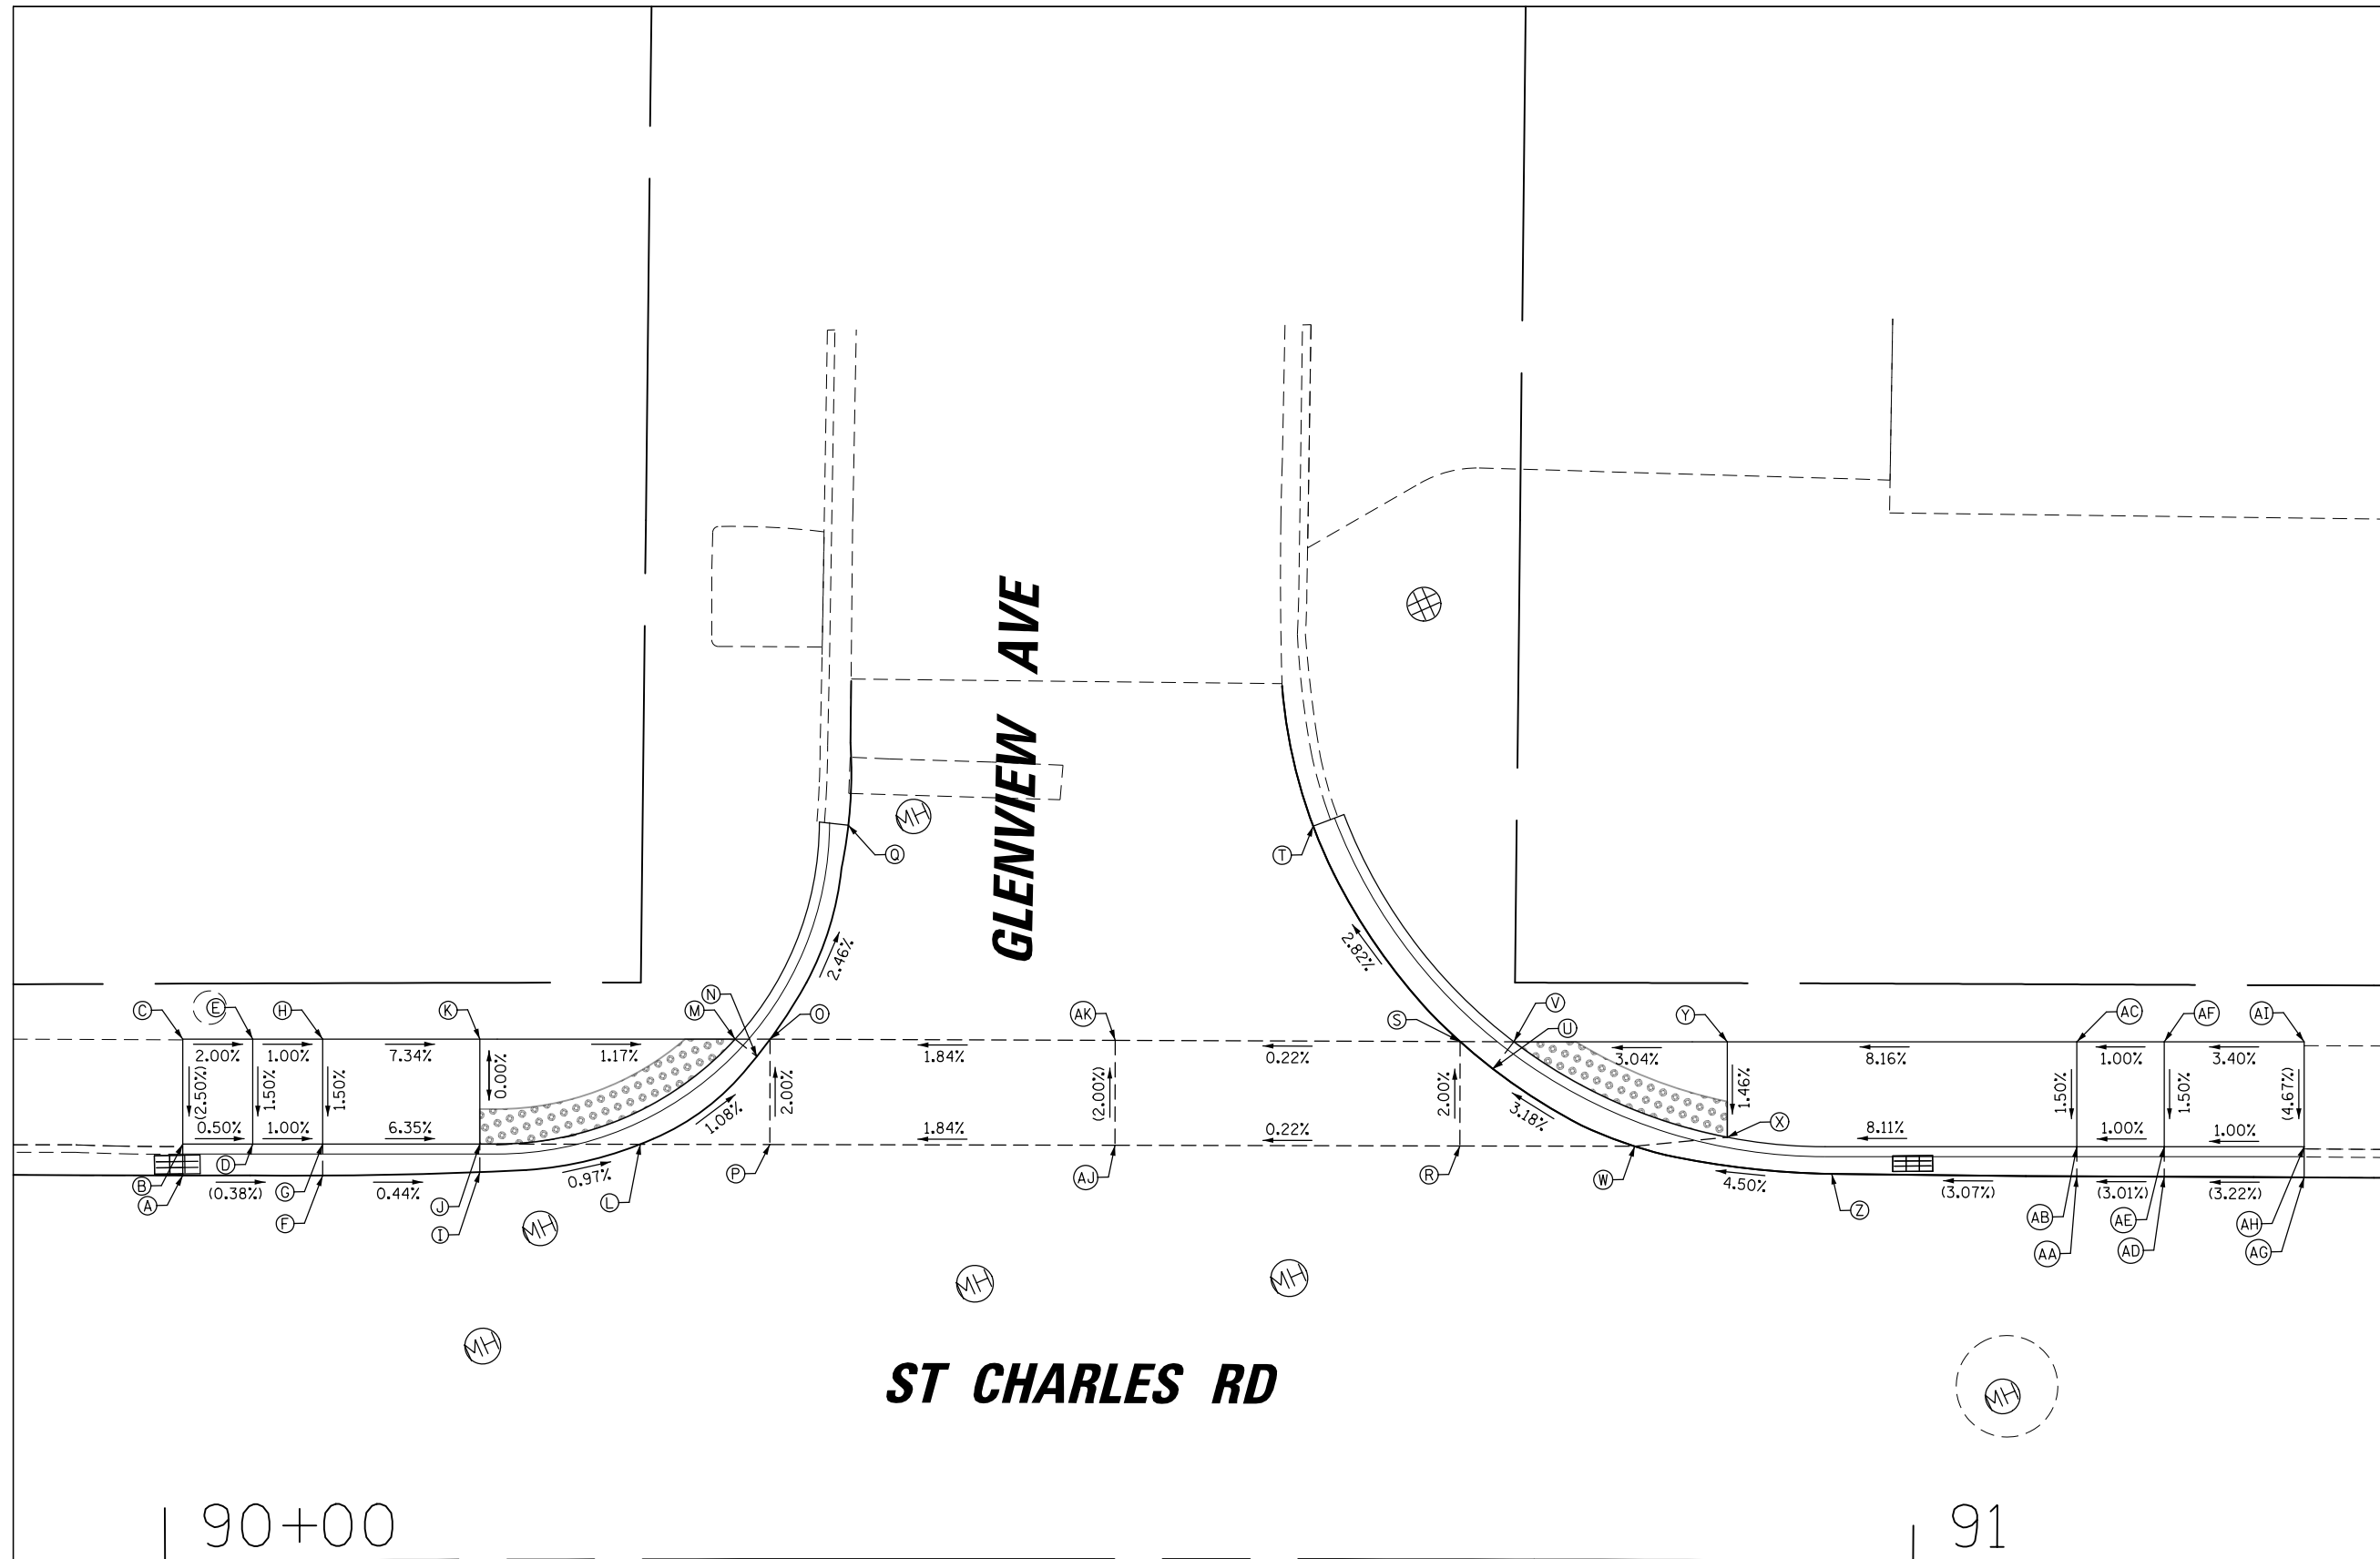 GLENVIEW AVE
2.46%
2.82%
Q
T
C
E
H
K
M
N
O
AK
S
V
U
Y
AC
AF
AI
2.00%
1.00%
7.34%
1.17%
1.84%
0.22%
3.04%
8.16%
1.00%
3.40%
(2.50%)
1.50%
1.50%
0.00%
1.08%
2.00%
(2.00%)
2.00%
3.18%
1.46%
1.50%
1.50%
(4.67%)
0.50%
1.00%
6.35%
1.84%
0.22%
8.11%
1.00%
1.00%
X
D
B
A
(0.38%)
G
0.44%
F
J
I
0.97%
L
P
AJ
R
W
4.50%
Z
(3.07%)
(3.01%)
(3.22%)
AB
AE
AH
AA
AD
AG
MH
MH
MH
MH
MH
MH
ST CHARLES RD
90+00
91